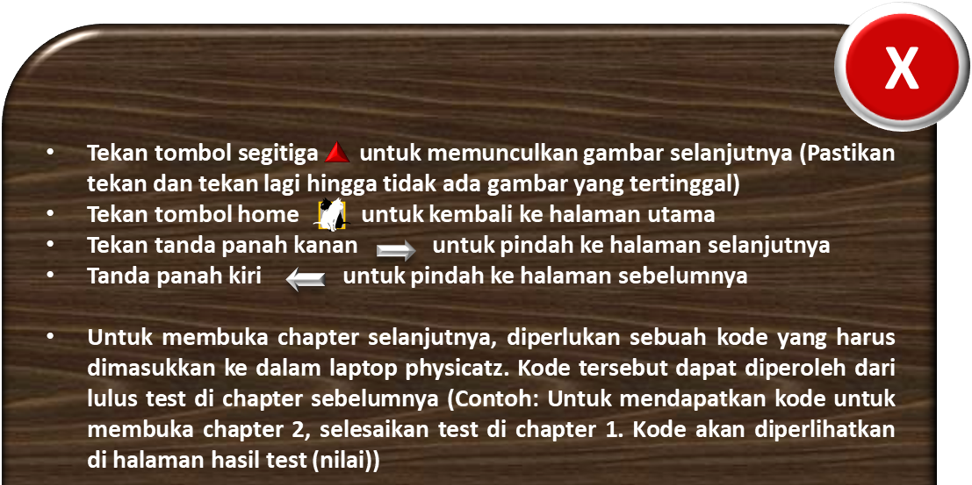 X
• Tekan tombol segitiga untuk memunculkan gambar selanjutnya (Pastikan
tekan dan tekan lagi hingga tidak ada gambar yang tertinggal)
• Tekan tombol home untuk kembali ke halaman utama
• Tekan tanda panah kanan untuk pindah ke halaman selanjutnya
• Tanda panah kiri untuk pindah ke halaman sebelumnya
• Untuk membuka chapter selanjutnya, diperlukan sebuah kode yang harus
dimasukkan ke dalam laptop physicatz. Kode tersebut dapat diperoleh dari
lulus test di chapter sebelumnya (Contoh: Untuk mendapatkan kode untuk
membuka chapter 2, selesaikan test di chapter 1. Kode akan diperlihatkan
di halaman hasil test (nilai))